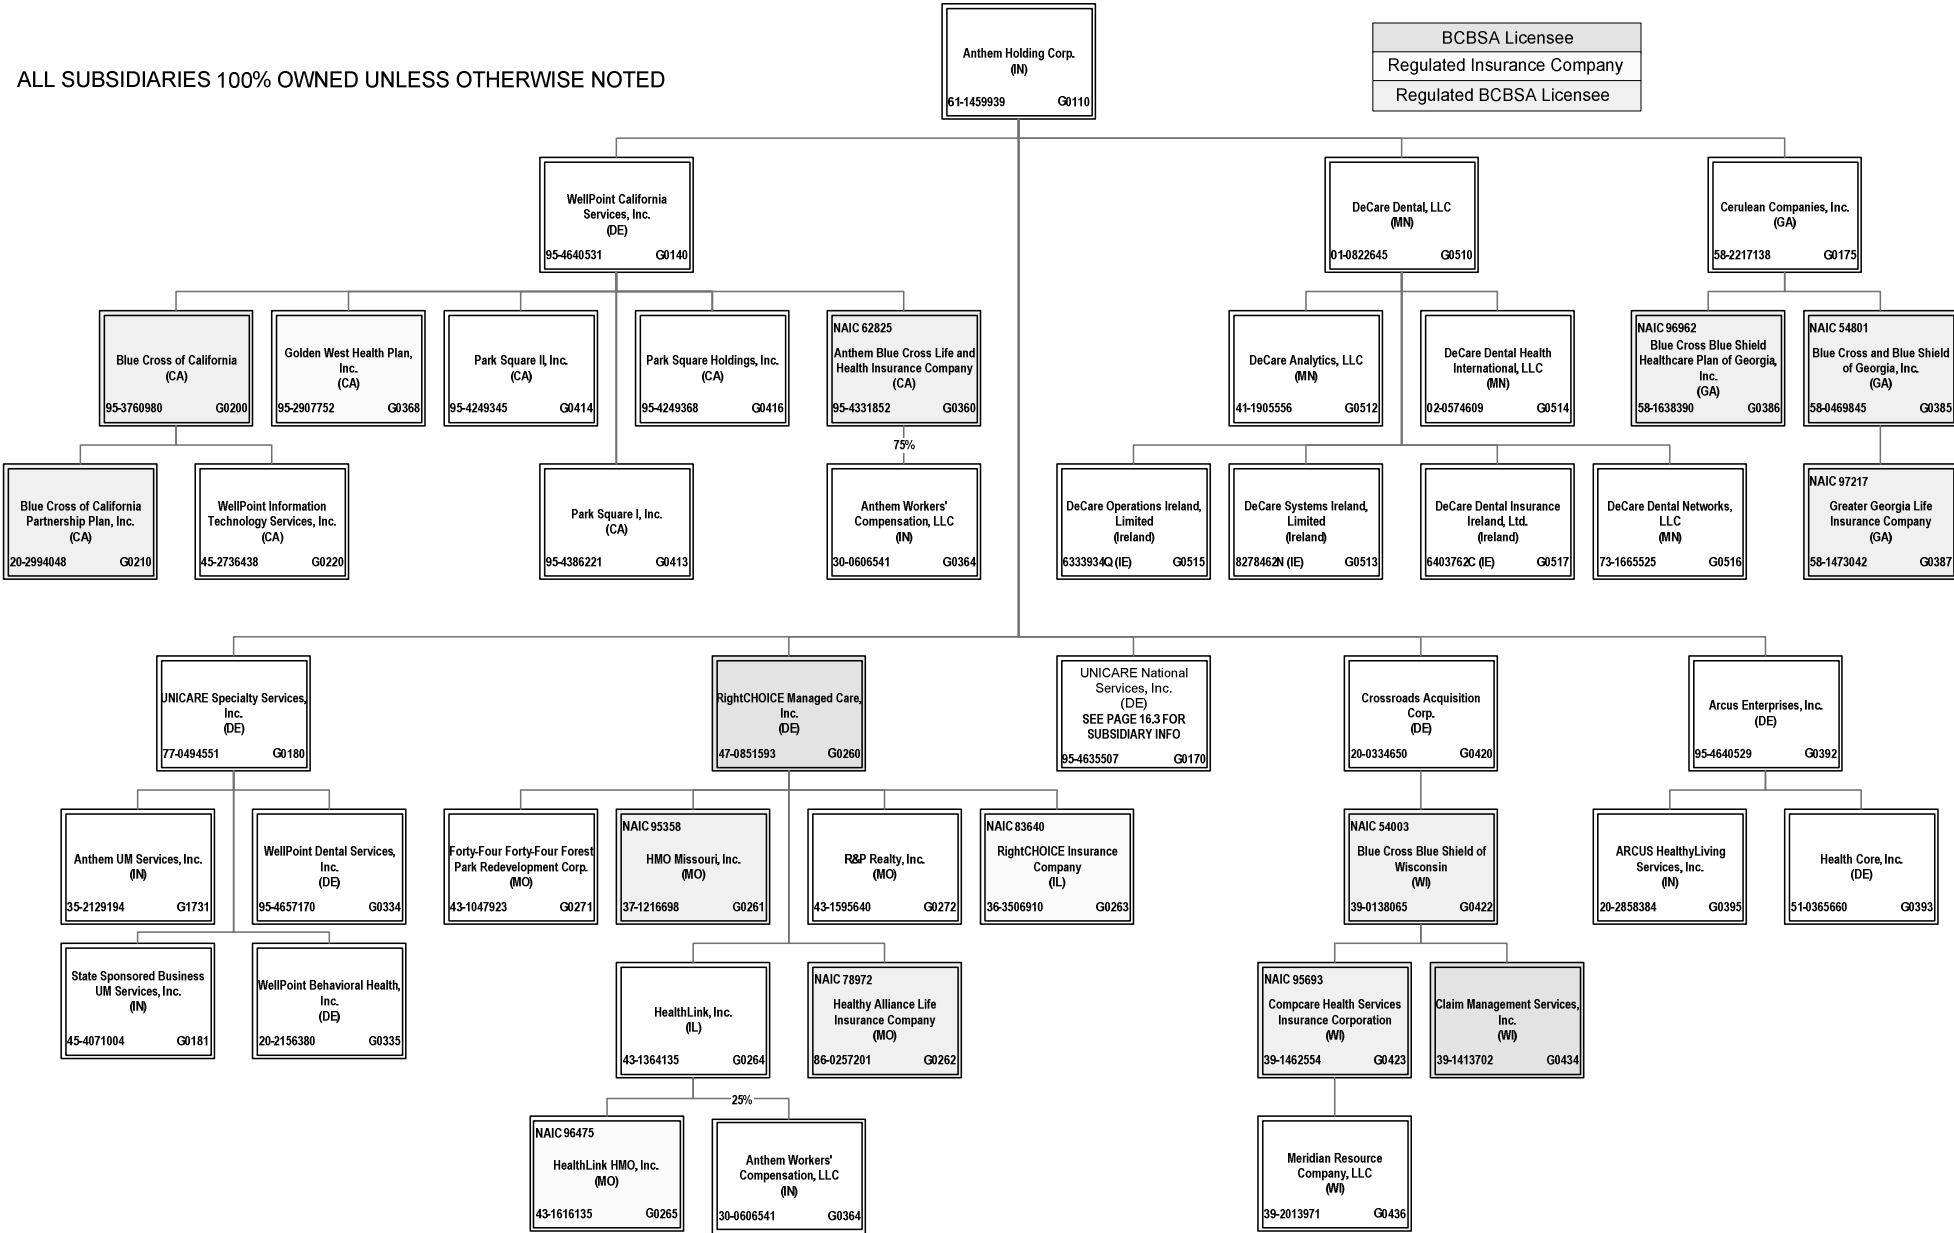 Anthem Holding Corp.
(IN)
61-1459939 G0110
ALL SUBSIDIARIES 100% OWNED UNLESS OTHERWISE NOTED
BCBSA Licensee
Regulated Insurance Company
Regulated BCBSA Licensee
WellPoint California
Services, Inc.
(DE)
95-4640531 G0140
DeCare Dental, LLC
(MN)
01-0822645 G0510
Cerulean Companies, Inc.
(GA)
58-2217138 G0175
Blue Cross of California
(CA)
95-3760980 G0200
Golden West Health Plan,
Inc.
(CA)
95-2907752 G0368
Park Square II, Inc.
(CA)
95-4249345 G0414
Park Square Holdings, Inc.
(CA)
95-4249368 G0416
NAIC 62825
Anthem Blue Cross Life and
Health Insurance Company
(CA)
95-4331852 G0360
DeCare Analytics, LLC
(MN)
41-1905556 G0512
DeCare Dental Health
International, LLC
(MN)
02-0574609 G0514
NAIC 96962
Blue Cross Blue Shield
Healthcare Plan of Georgia,
Inc.
(GA)
58-1638390 G0386
NAIC 54801
Blue Cross and Blue Shield
of Georgia, Inc.
(GA)
58-0469845 G0385
75%
Blue Cross of California
Partnership Plan, Inc.
(CA)
20-2994048 G0210
WellPoint Information
Technology Services, Inc.
(CA)
45-2736438 G0220
Park Square I, Inc.
(CA)
95-4386221 G0413
Anthem Workers'
Compensation, LLC
(IN)
30-0606541 G0364
DeCare Operations Ireland,
Limited
(Ireland)
6333934Q (IE) G0515
DeCare Systems Ireland,
Limited
(Ireland)
8278462N (IE) G0513
DeCare Dental Insurance
Ireland, Ltd.
(Ireland)
6403762C (IE) G0517
DeCare Dental Networks,
LLC
(MN)
73-1665525 G0516
NAIC 97217
Greater Georgia Life
Insurance Company
(GA)
58-1473042 G0387
UNICARE Specialty Services,
Inc.
(DE)
77-0494551 G0180
RightCHOICE Managed Care,
Inc.
(DE)
47-0851593 G0260
UNICARE National
Services, Inc.
(DE)
SEE PAGE 16.3 FOR
SUBSIDIARY INFO
95-4635507 G0170
Crossroads Acquisition
Corp.
(DE)
20-0334650 G0420
Arcus Enterprises, Inc.
(DE)
95-4640529 G0392
Anthem UM Services, Inc.
(IN)
35-2129194 G1731
WellPoint Dental Services,
Inc.
(DE)
95-4657170 G0334
Forty-Four Forty-Four Forest
Park Redevelopment Corp.
(MO)
43-1047923 G0271
NAIC 95358
HMO Missouri, Inc.
(MO)
37-1216698 G0261
R&P Realty, Inc.
(MO)
43-1595640 G0272
NAIC 83640
RightCHOICE Insurance
Company
(IL)
36-3506910 G0263
NAIC 54003
Blue Cross Blue Shield of
Wisconsin
(WI)
39-0138065 G0422
ARCUS HealthyLiving
Services, Inc.
(IN)
20-2858384 G0395
Health Core, Inc.
(DE)
51-0365660 G0393
State Sponsored Business
UM Services, Inc.
(IN)
45-4071004 G0181
WellPoint Behavioral Health,
Inc.
(DE)
20-2156380 G0335
HealthLink, Inc.
(IL)
43-1364135 G0264
NAIC 78972
Healthy Alliance Life
Insurance Company
(MO)
86-0257201 G0262
NAIC 95693
Compcare Health Services
Insurance Corporation
(WI)
39-1462554 G0423
Claim Management Services,
Inc.
(WI)
39-1413702 G0434
25%
NAIC 96475
HealthLink HMO, Inc.
(MO)
43-1616135 G0265
Anthem Workers'
Compensation, LLC
(IN)
30-0606541 G0364
Meridian Resource
Company, LLC
(WI)
39-2013971 G0436